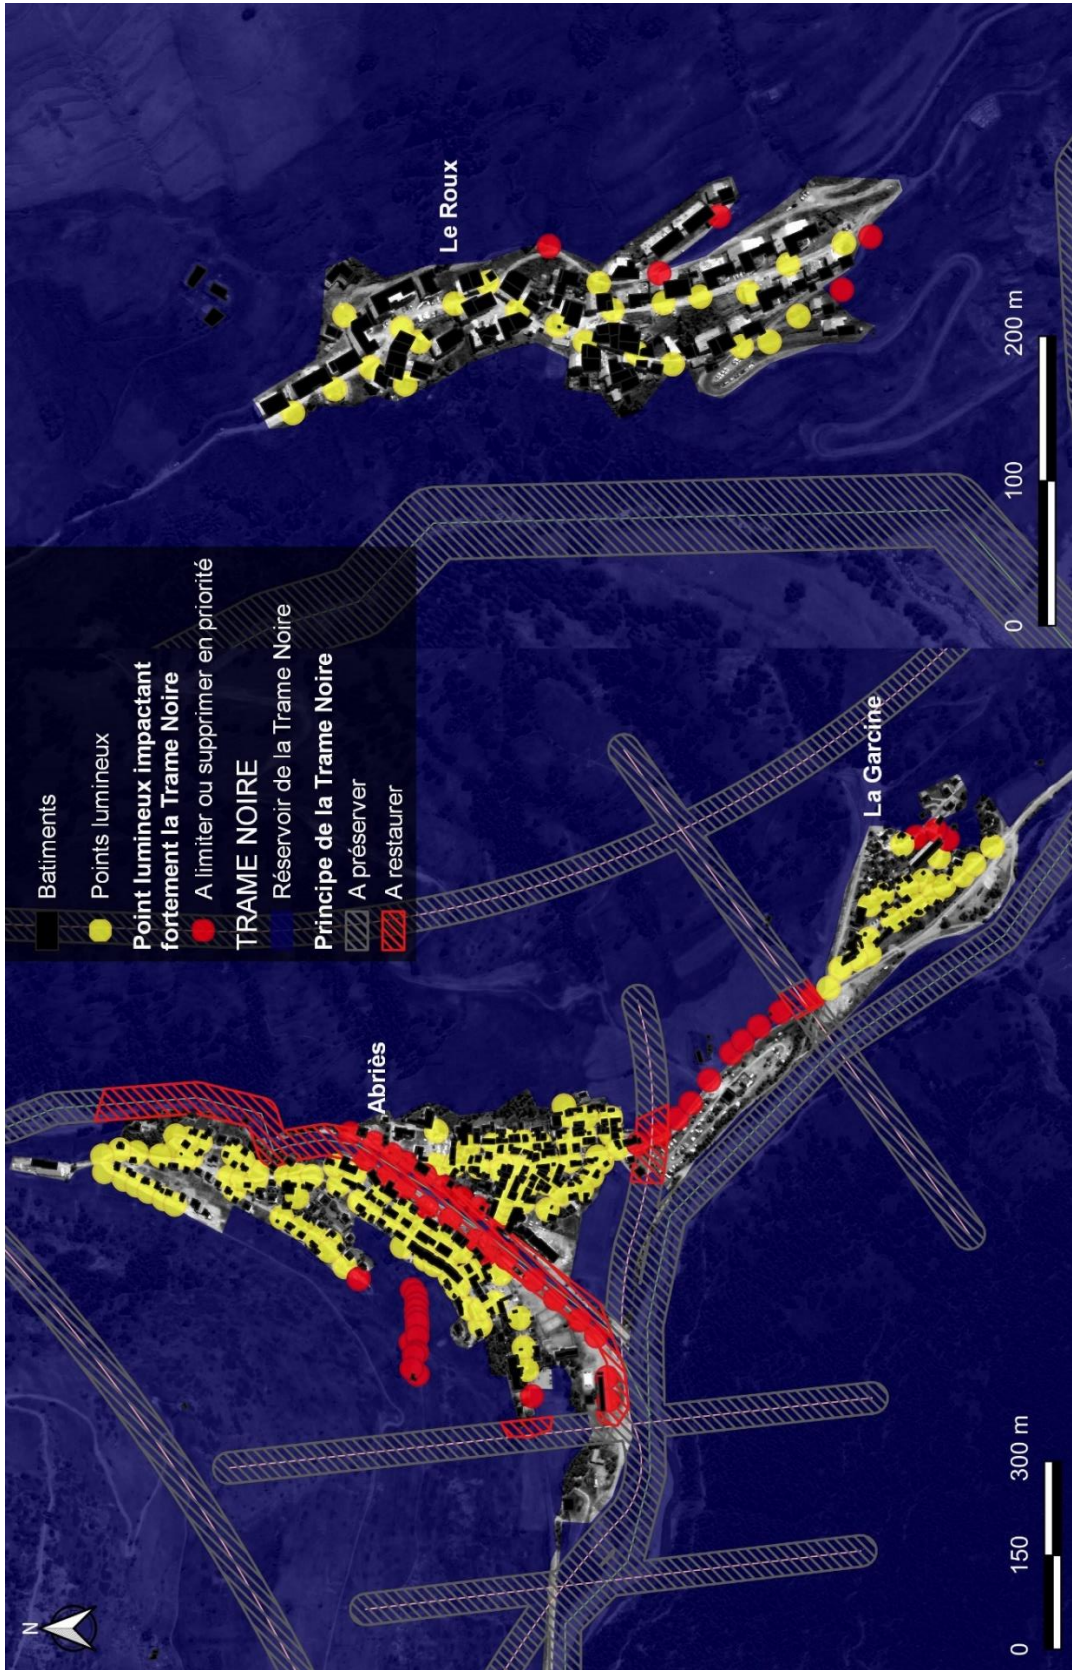 N
Batiments
Points lumineux
Point lumineux impactant
fortement la Trame Noire
A limiter ou supprimer en priorité
TRAME NOIRE
Réservoir de la Trame Noire
Principe de la Trame Noire
A préserver
A restaurer
Abriès
La Garcine
Le Roux
0 150 300 m
0 100 200 m